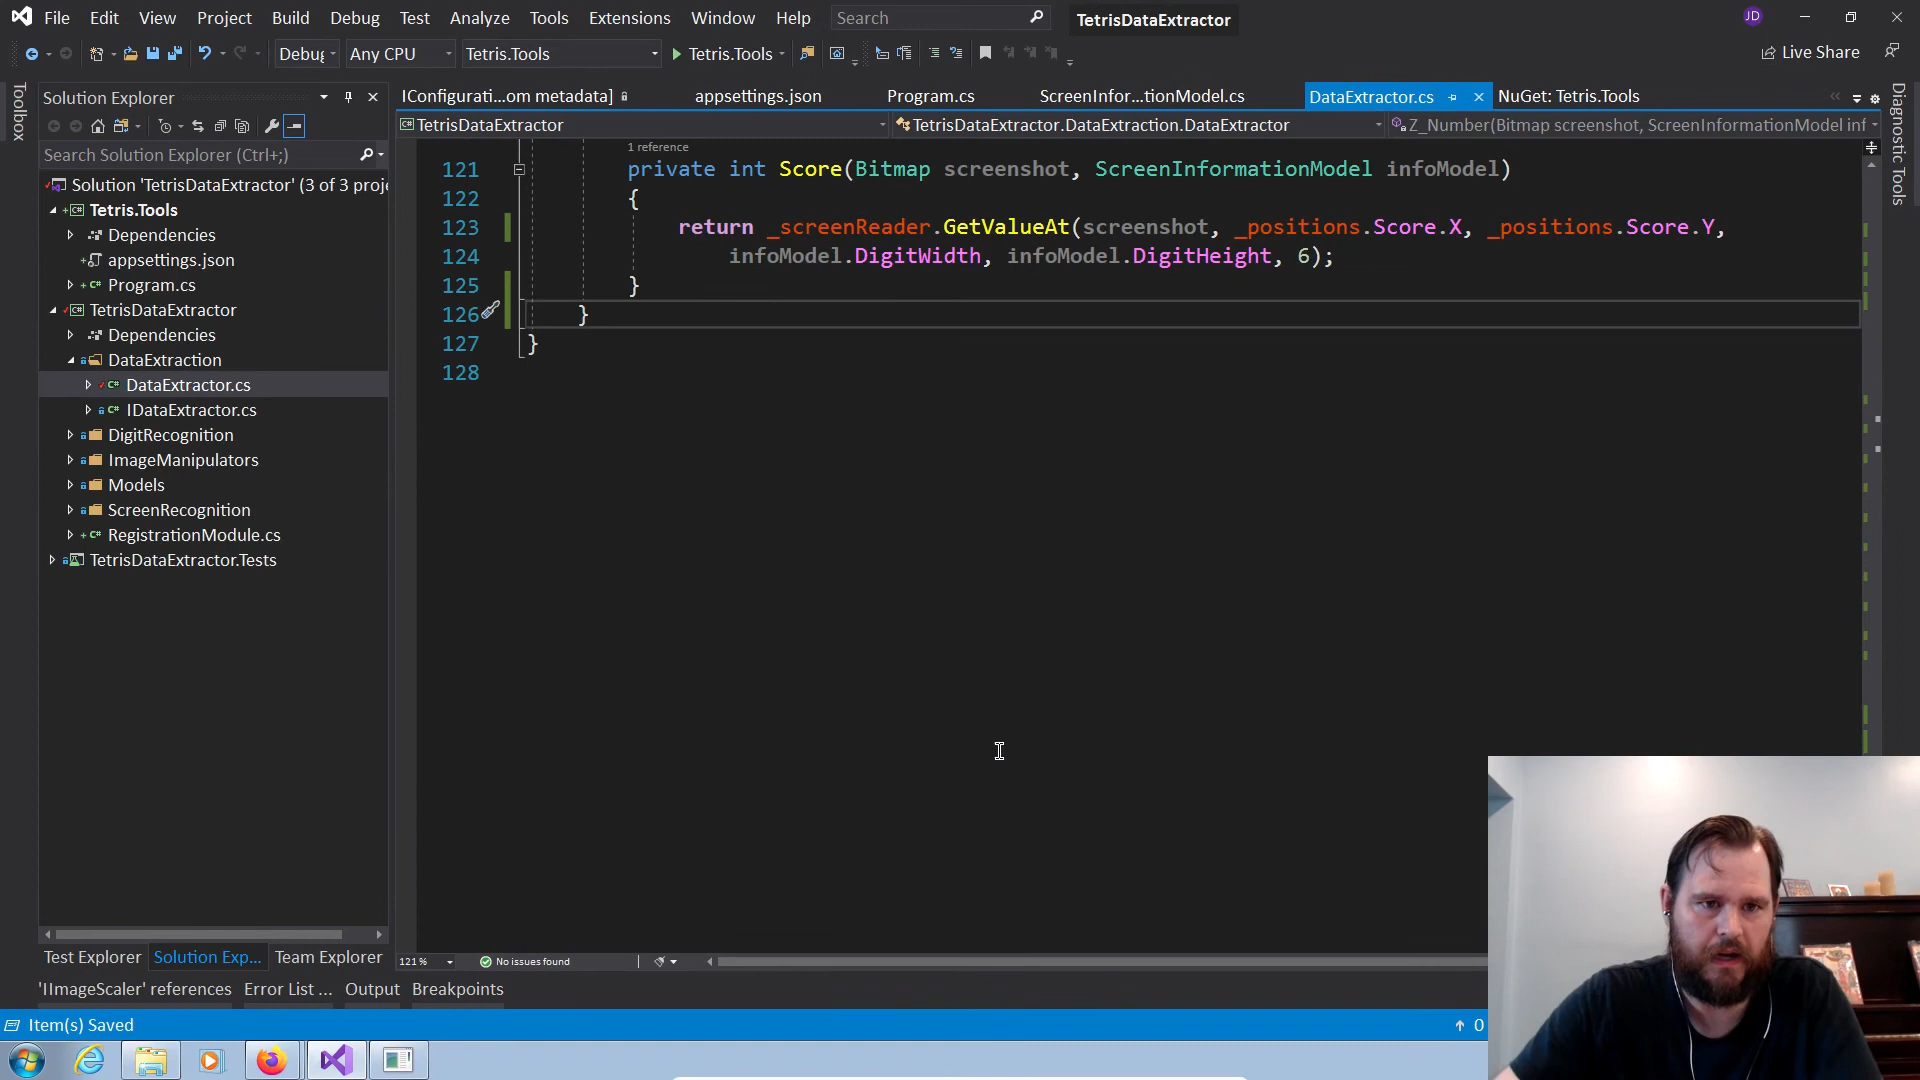 File Edit View Project Build Debug Test Analyze Tools Extensions Window Help Search TetrisDataExtractor JD
Debug Any CPU Tetris.Tools Tetris.Tools Live Share
Toolbox
Solution Explorer
Search Solution Explorer (Ctrl+;)
Solution 'TetrisDataExtractor' (3 of 3 proje
Tetris.Tools
Dependencies
appsettings.json
Program.cs
TetrisDataExtractor
Dependencies
DataExtraction
DataExtractor.cs
IDataExtractor.cs
DigitRecognition
ImageManipulators
Models
ScreenRecognition
RegistrationModule.cs
TetrisDataExtractor.Tests
Test Explorer Solution Exp... Team Explorer
IConfigurati...om metadata] appsettings.json Program.cs ScreenInfor...tionModel.cs DataExtractor.cs NuGet: Tetris.Tools
TetrisDataExtractor TetrisDataExtractor.DataExtraction.DataExtractor Z_Number(Bitmap screenshot, ScreenInformationModel inf
1 reference
121 private int Score(Bitmap screenshot, ScreenInformationModel infoModel)
122 {
123 return _screenReader.GetValueAt(screenshot, _positions.Score.X, _positions.Score.Y,
124 infoModel.DigitWidth, infoModel.DigitHeight, 6);
125 }
126 }
127 }
128
Diagnostic Tools
121 % No issues found
'IImageScaler' references Error List ... Output Breakpoints
Item(s) Saved 0